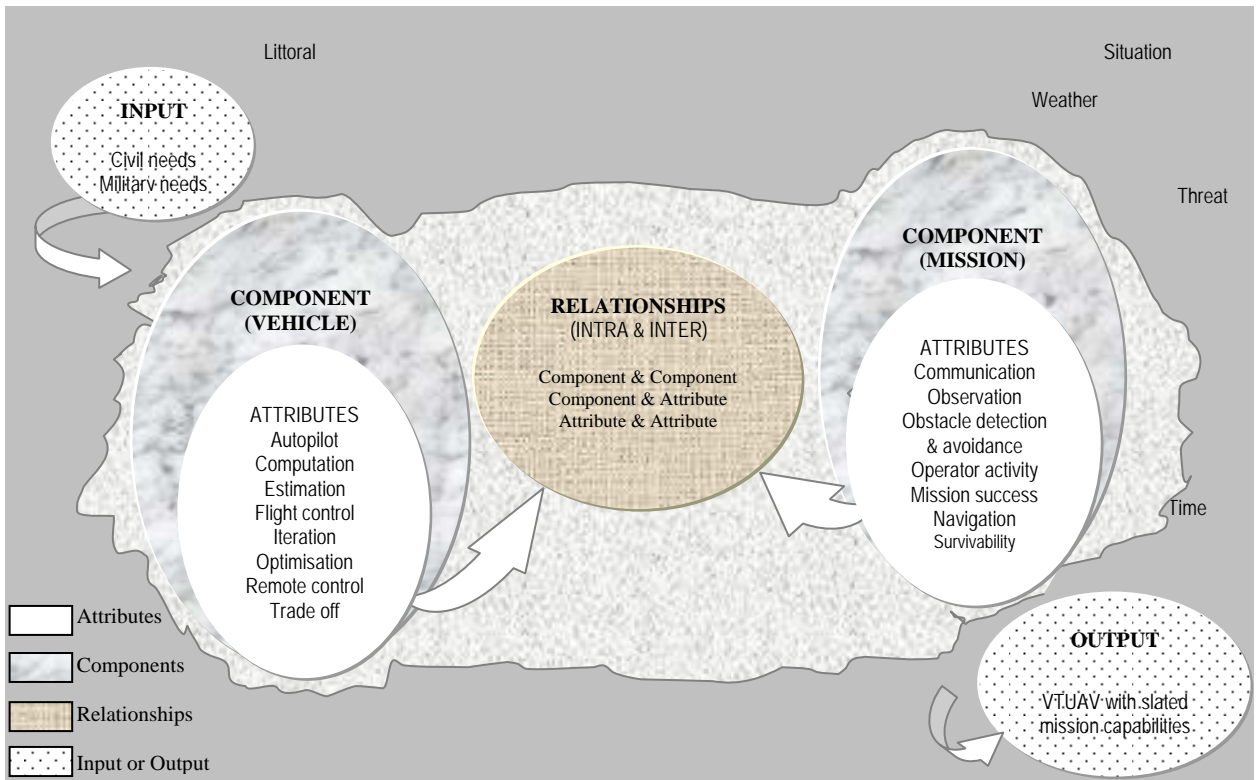 Littoral
Situation
Weather
Threat
Time
INPUT
Civil needs
Military needs
COMPONENT
(VEHICLE)
ATTRIBUTES
Autopilot
Computation
Estimation
Flight control
Iteration
Optimisation
Remote control
Trade off
RELATIONSHIPS
(INTRA & INTER)
Component & Component
Component & Attribute
Attribute & Attribute
COMPONENT
(MISSION)
ATTRIBUTES
Communication
Observation
Obstacle detection
& avoidance
Operator activity
Mission success
Navigation
Survivability
OUTPUT
VTUAV with slated
mission capabilities
Attributes
Components
Relationships
Input or Output